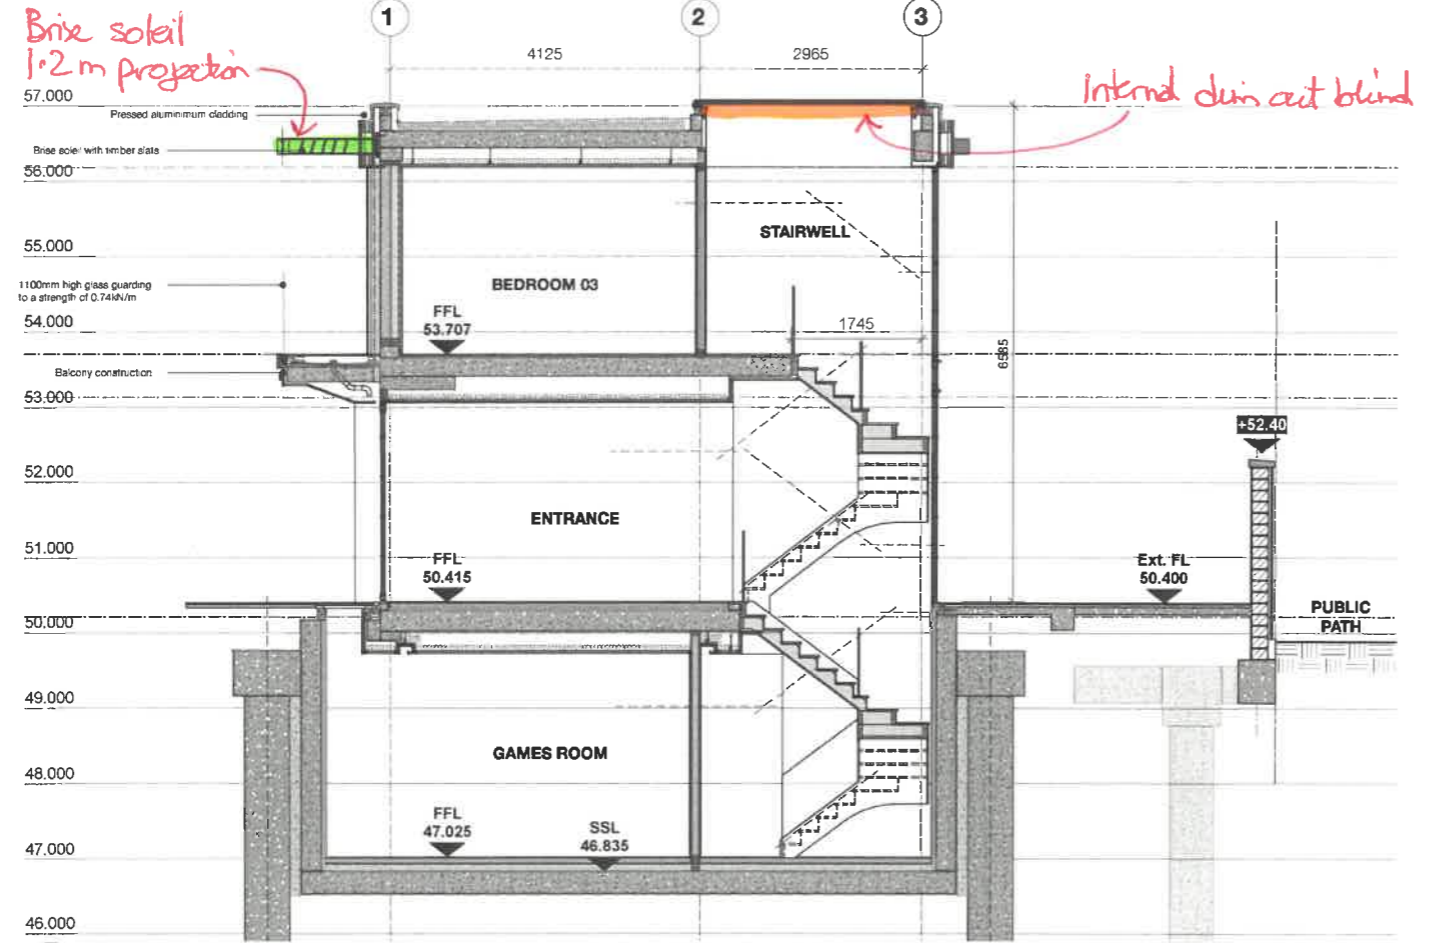 Brise soleil
1.2m projection
1
2
3
4125
2965
Internal dim out blind
57.000
Pressed aluminimum cladding
Brise soleil with timber slats
56.000
STAIRWELL
55.000
1100mm high glass guarding
to a strength of 0.74kN/m
BEDROOM 03
FFL
53.707
54.000
1745
6585
Balcony construction
53.000
+52.40
52.000
ENTRANCE
51.000
FFL
50.415
Ext. FL
50.400
PUBLIC
PATH
50.000
49.000
GAMES ROOM
48.000
FFL
47.025
SSL
46.835
47.000
46.000